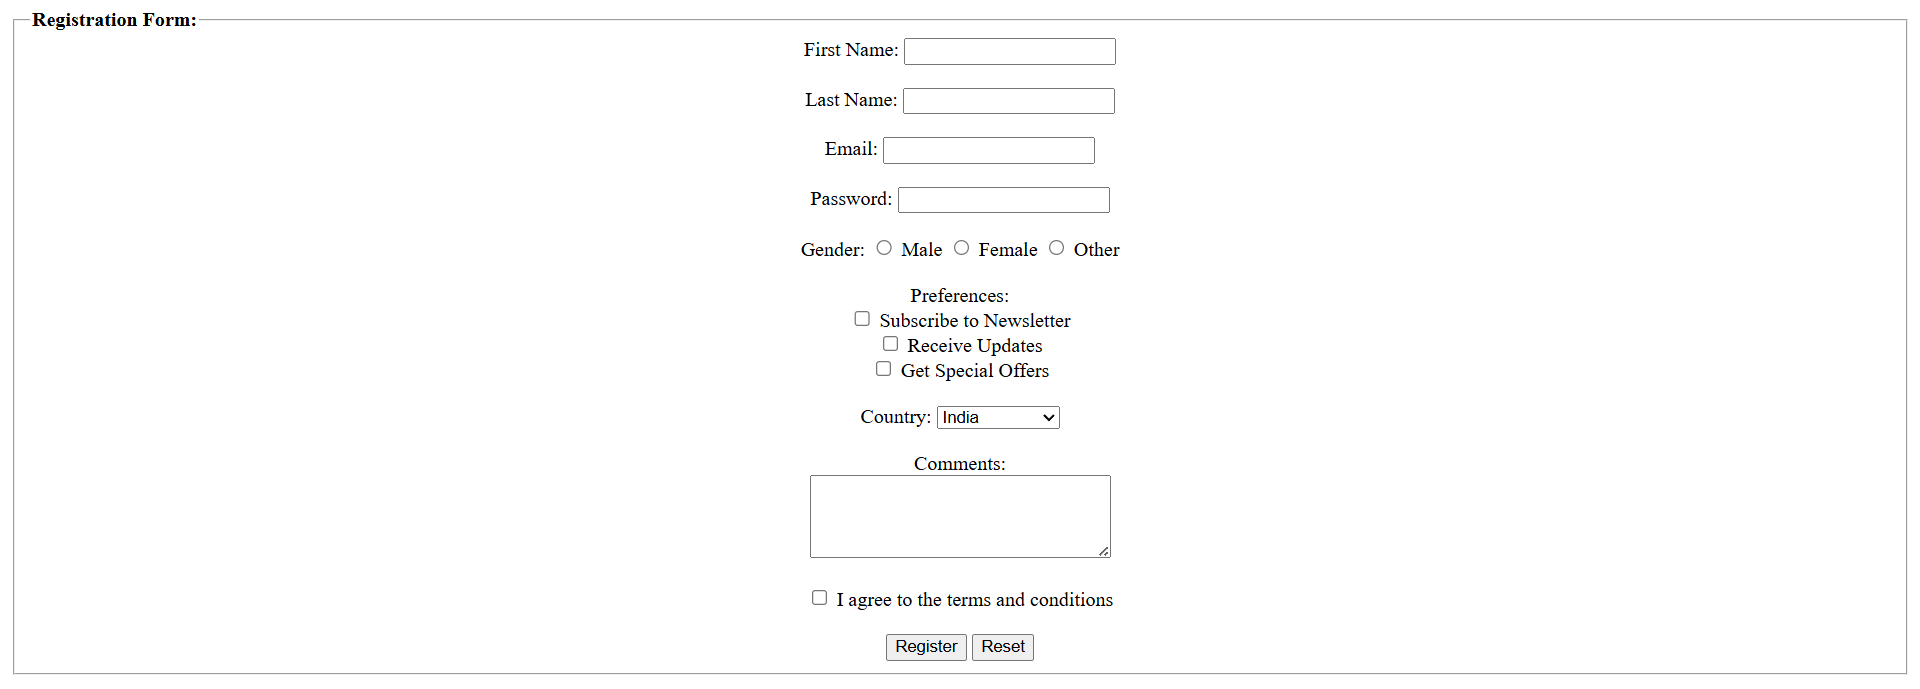 Registration Form:
First Name:
Last Name:
Email:
Password:
Gender: Male Female Other
Preferences:
Subscribe to Newsletter
Receive Updates
Get Special Offers
Country: India
Comments:
I agree to the terms and conditions
Register Reset